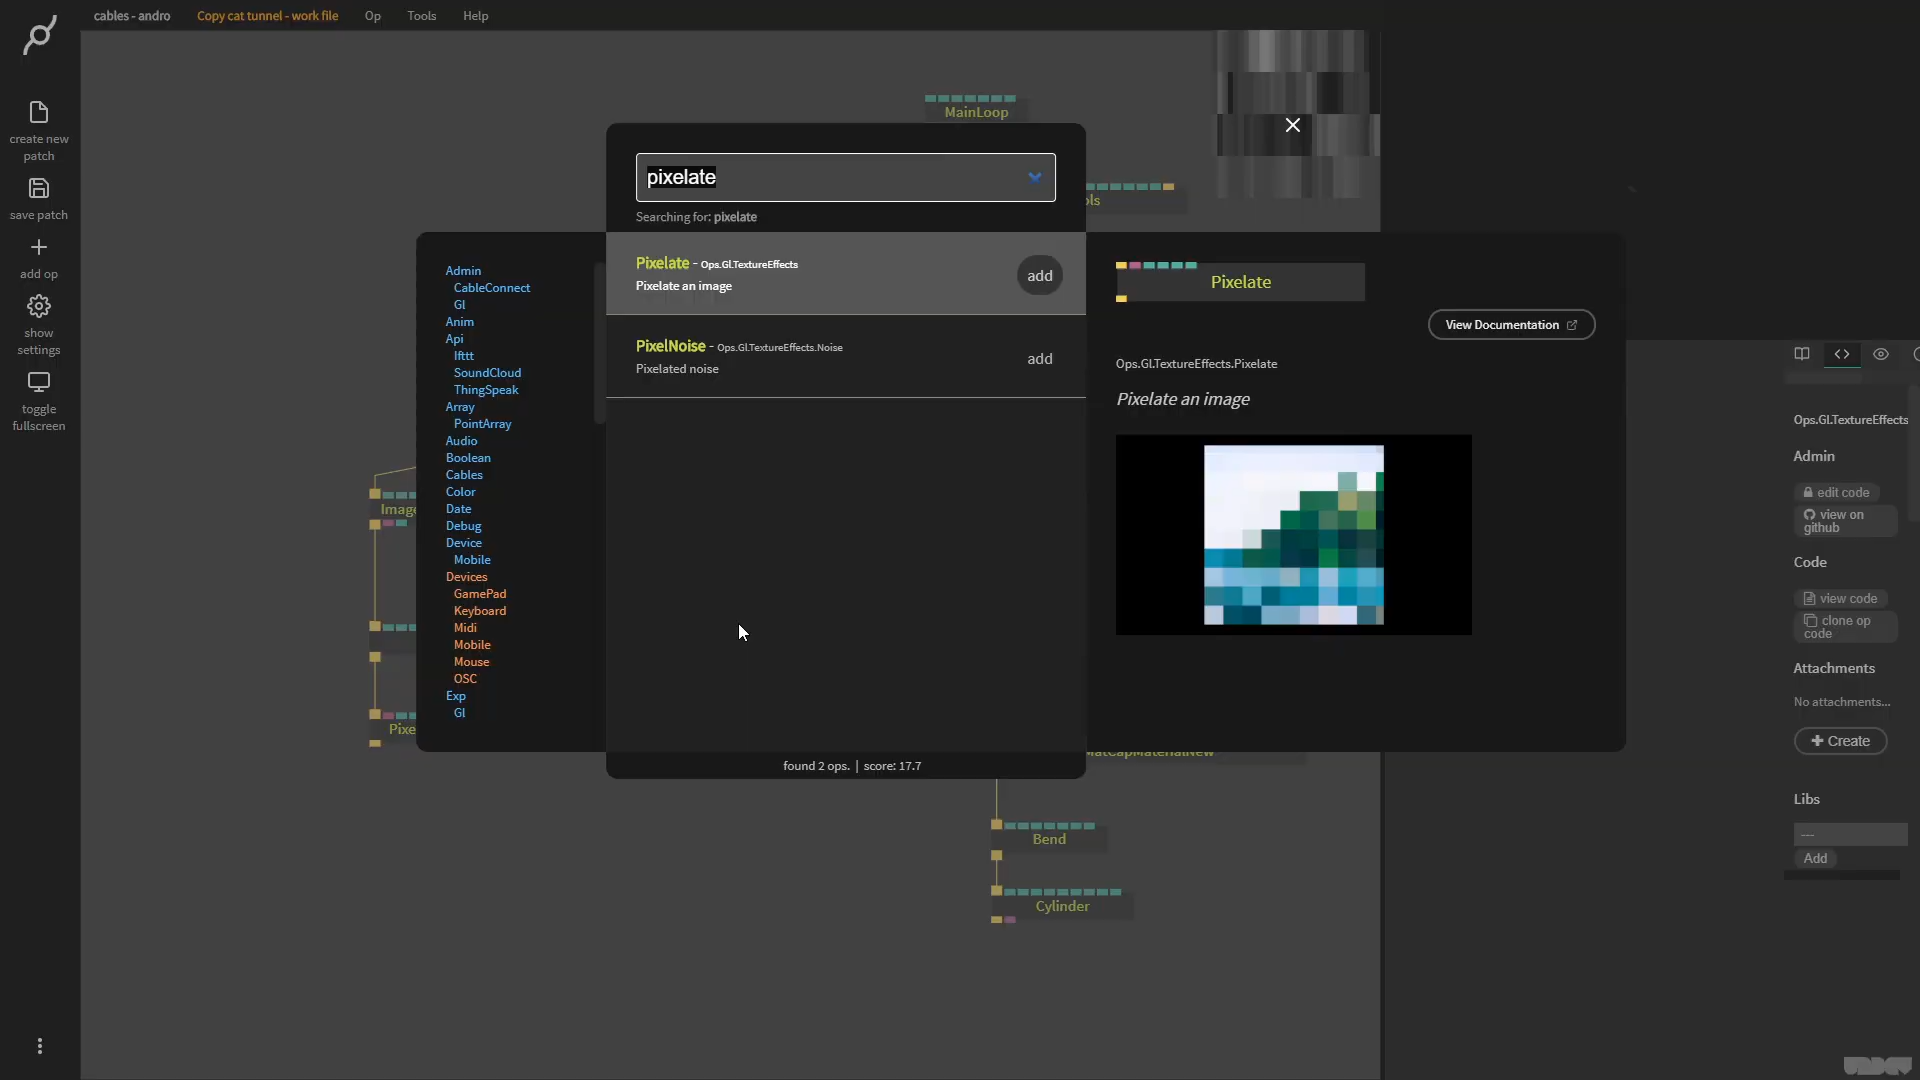 cables - andro
Copy cat tunnel - work file
Op
Tools
Help
create new
patch
save patch
add op
show
settings
toggle
fullscreen
MainLoop
pixelate
Searching for: pixelate
Pixelate - Ops.Gl.TextureEffects
Pixelate an image
add
PixelNoise - Ops.Gl.TextureEffects.Noise
Pixelated noise
add
found 2 ops. | score: 17.7
Admin
CableConnect
Gl
Anim
Api
Ifttt
SoundCloud
ThingSpeak
Array
PointArray
Audio
Boolean
Cables
Color
Date
Debug
Device
Mobile
Devices
GamePad
Keyboard
Midi
Mobile
Mouse
OSC
Exp
Gl
Pixelate
View Documentation
Ops.Gl.TextureEffects.Pixelate
Pixelate an image
ols
Image
Pixe
MatCapMaterialNew
Bend
Cylinder
Ops.Gl.TextureEffects
Admin
edit code
view on
github
Code
view code
clone op
code
Attachments
No attachments...
+ Create
Libs
---
Add